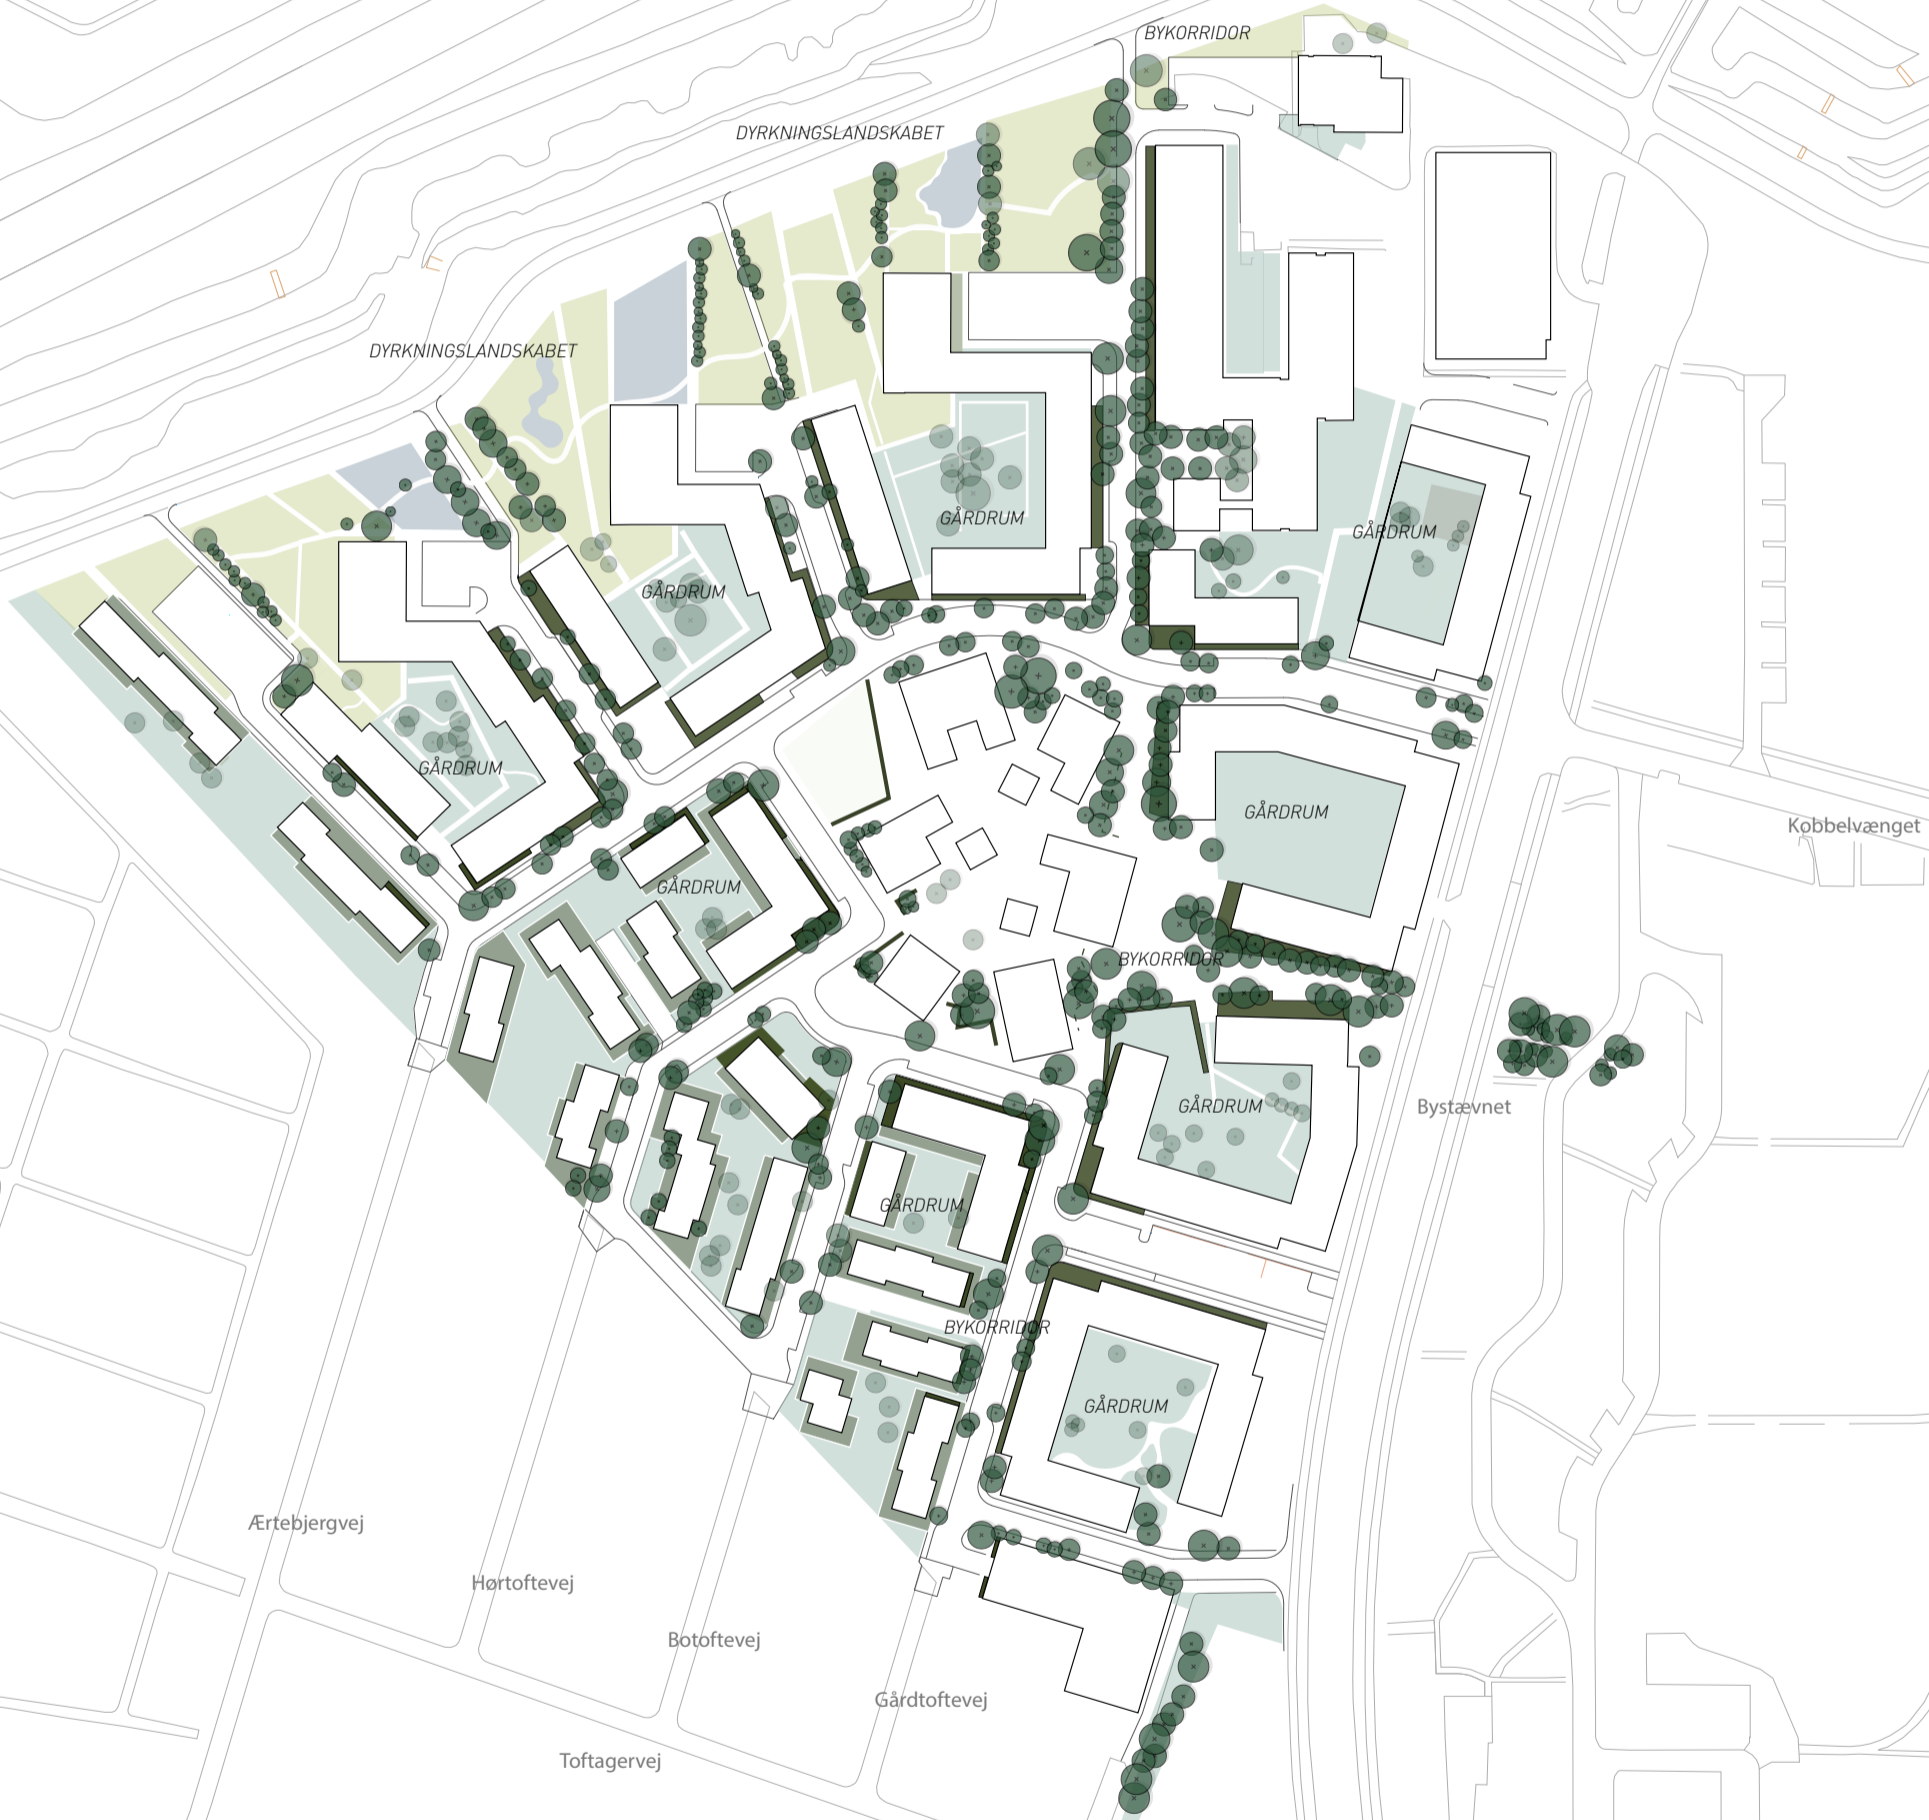 BYKORRIDOR
DYRKNINGSLANDSKABET
DYRKNINGSLANDSKABET
GÅRDRUM
GÅRDRUM
GÅRDRUM
GÅRDRUM
GÅRDRUM
Kobbelvænget
GÅRDRUM
BYKORRIDOR
GÅRDRUM
Bystævnet
GÅRDRUM
BYKORRIDOR
GÅRDRUM
Ærtebjergvej
Hørtoftevej
Botoftevej
Gårdtoftevej
Toftagervej